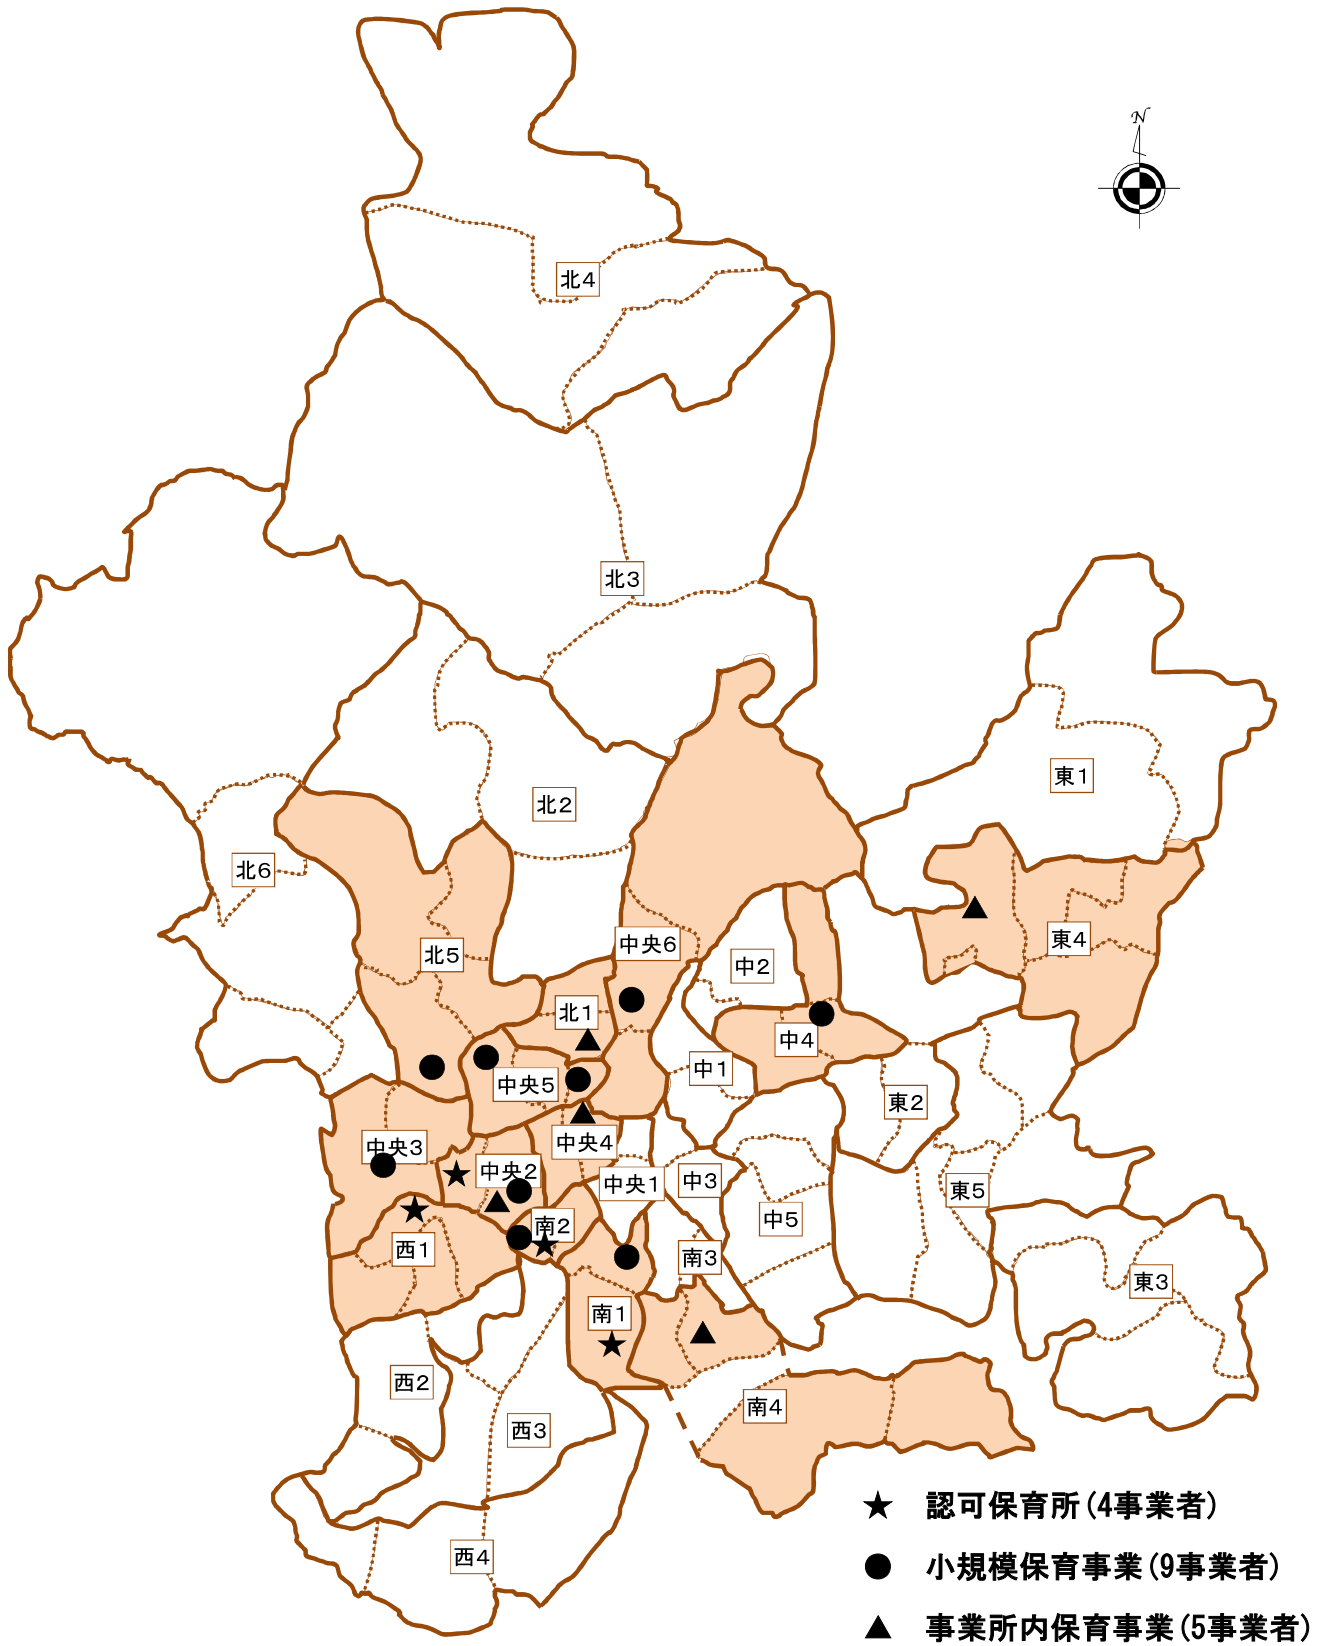 N
北4
北3
東1
北2
北6
東4
中央6
北5
中2
北1
中4
中1
中央5
東2
中央4
中央3
中央2
中央1
中3
東5
中5
南2
西1
南3
東3
南1
西2
南4
西3
西4
★ 認可保育所(4事業者)
● 小規模保育事業(9事業者)
▲ 事業所内保育事業(5事業者)